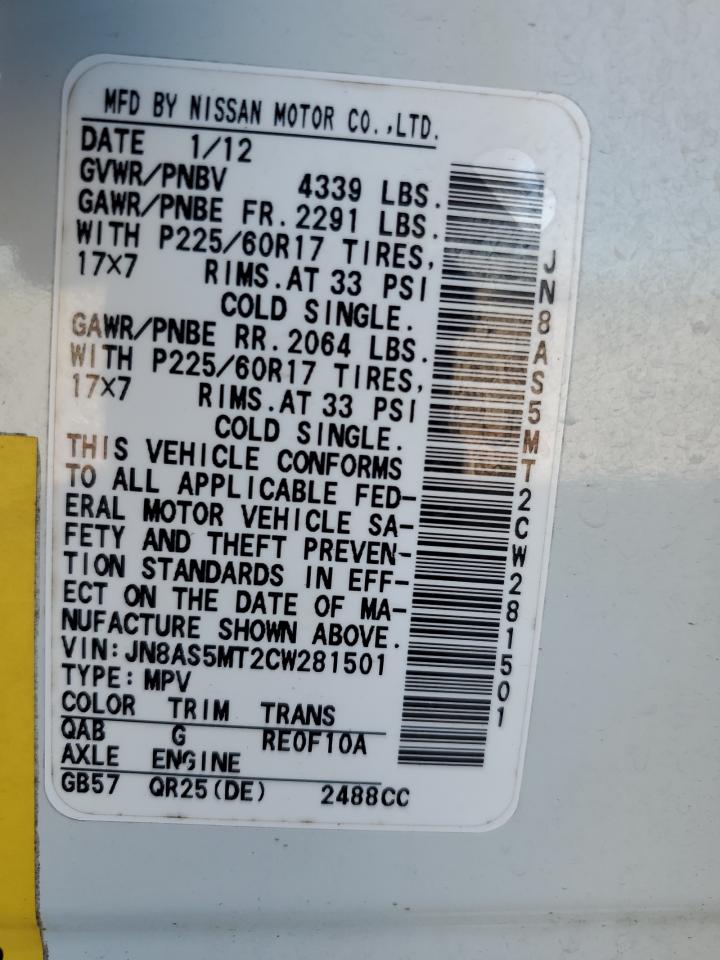 MFD BY NISSAN MOTOR CO.,LTD.
DATE 1/12
GVWR/PNBV 4339 LBS.
GAWR/PNBE FR. 2291 LBS.
WITH P225/60R17 TIRES,
17X7 RIMS.AT 33 PSI
COLD SINGLE.
GAWR/PNBE RR. 2064 LBS.
WITH P225/60R17 TIRES,
17X7 RIMS.AT 33 PSI
COLD SINGLE.
THIS VEHICLE CONFORMS
TO ALL APPLICABLE FED-
ERAL MOTOR VEHICLE SA-
FETY AND THEFT PREVEN-
TION STANDARDS IN EFF-
ECT ON THE DATE OF MA-
NUFACTURE SHOWN ABOVE.
VIN: JN8AS5MT2CW281501
TYPE: MPV
COLOR TRIM TRANS
QAB G RE0F10A
AXLE ENGINE
GB57 QR25(DE) 2488CC
JN8AS5MT2CW281501